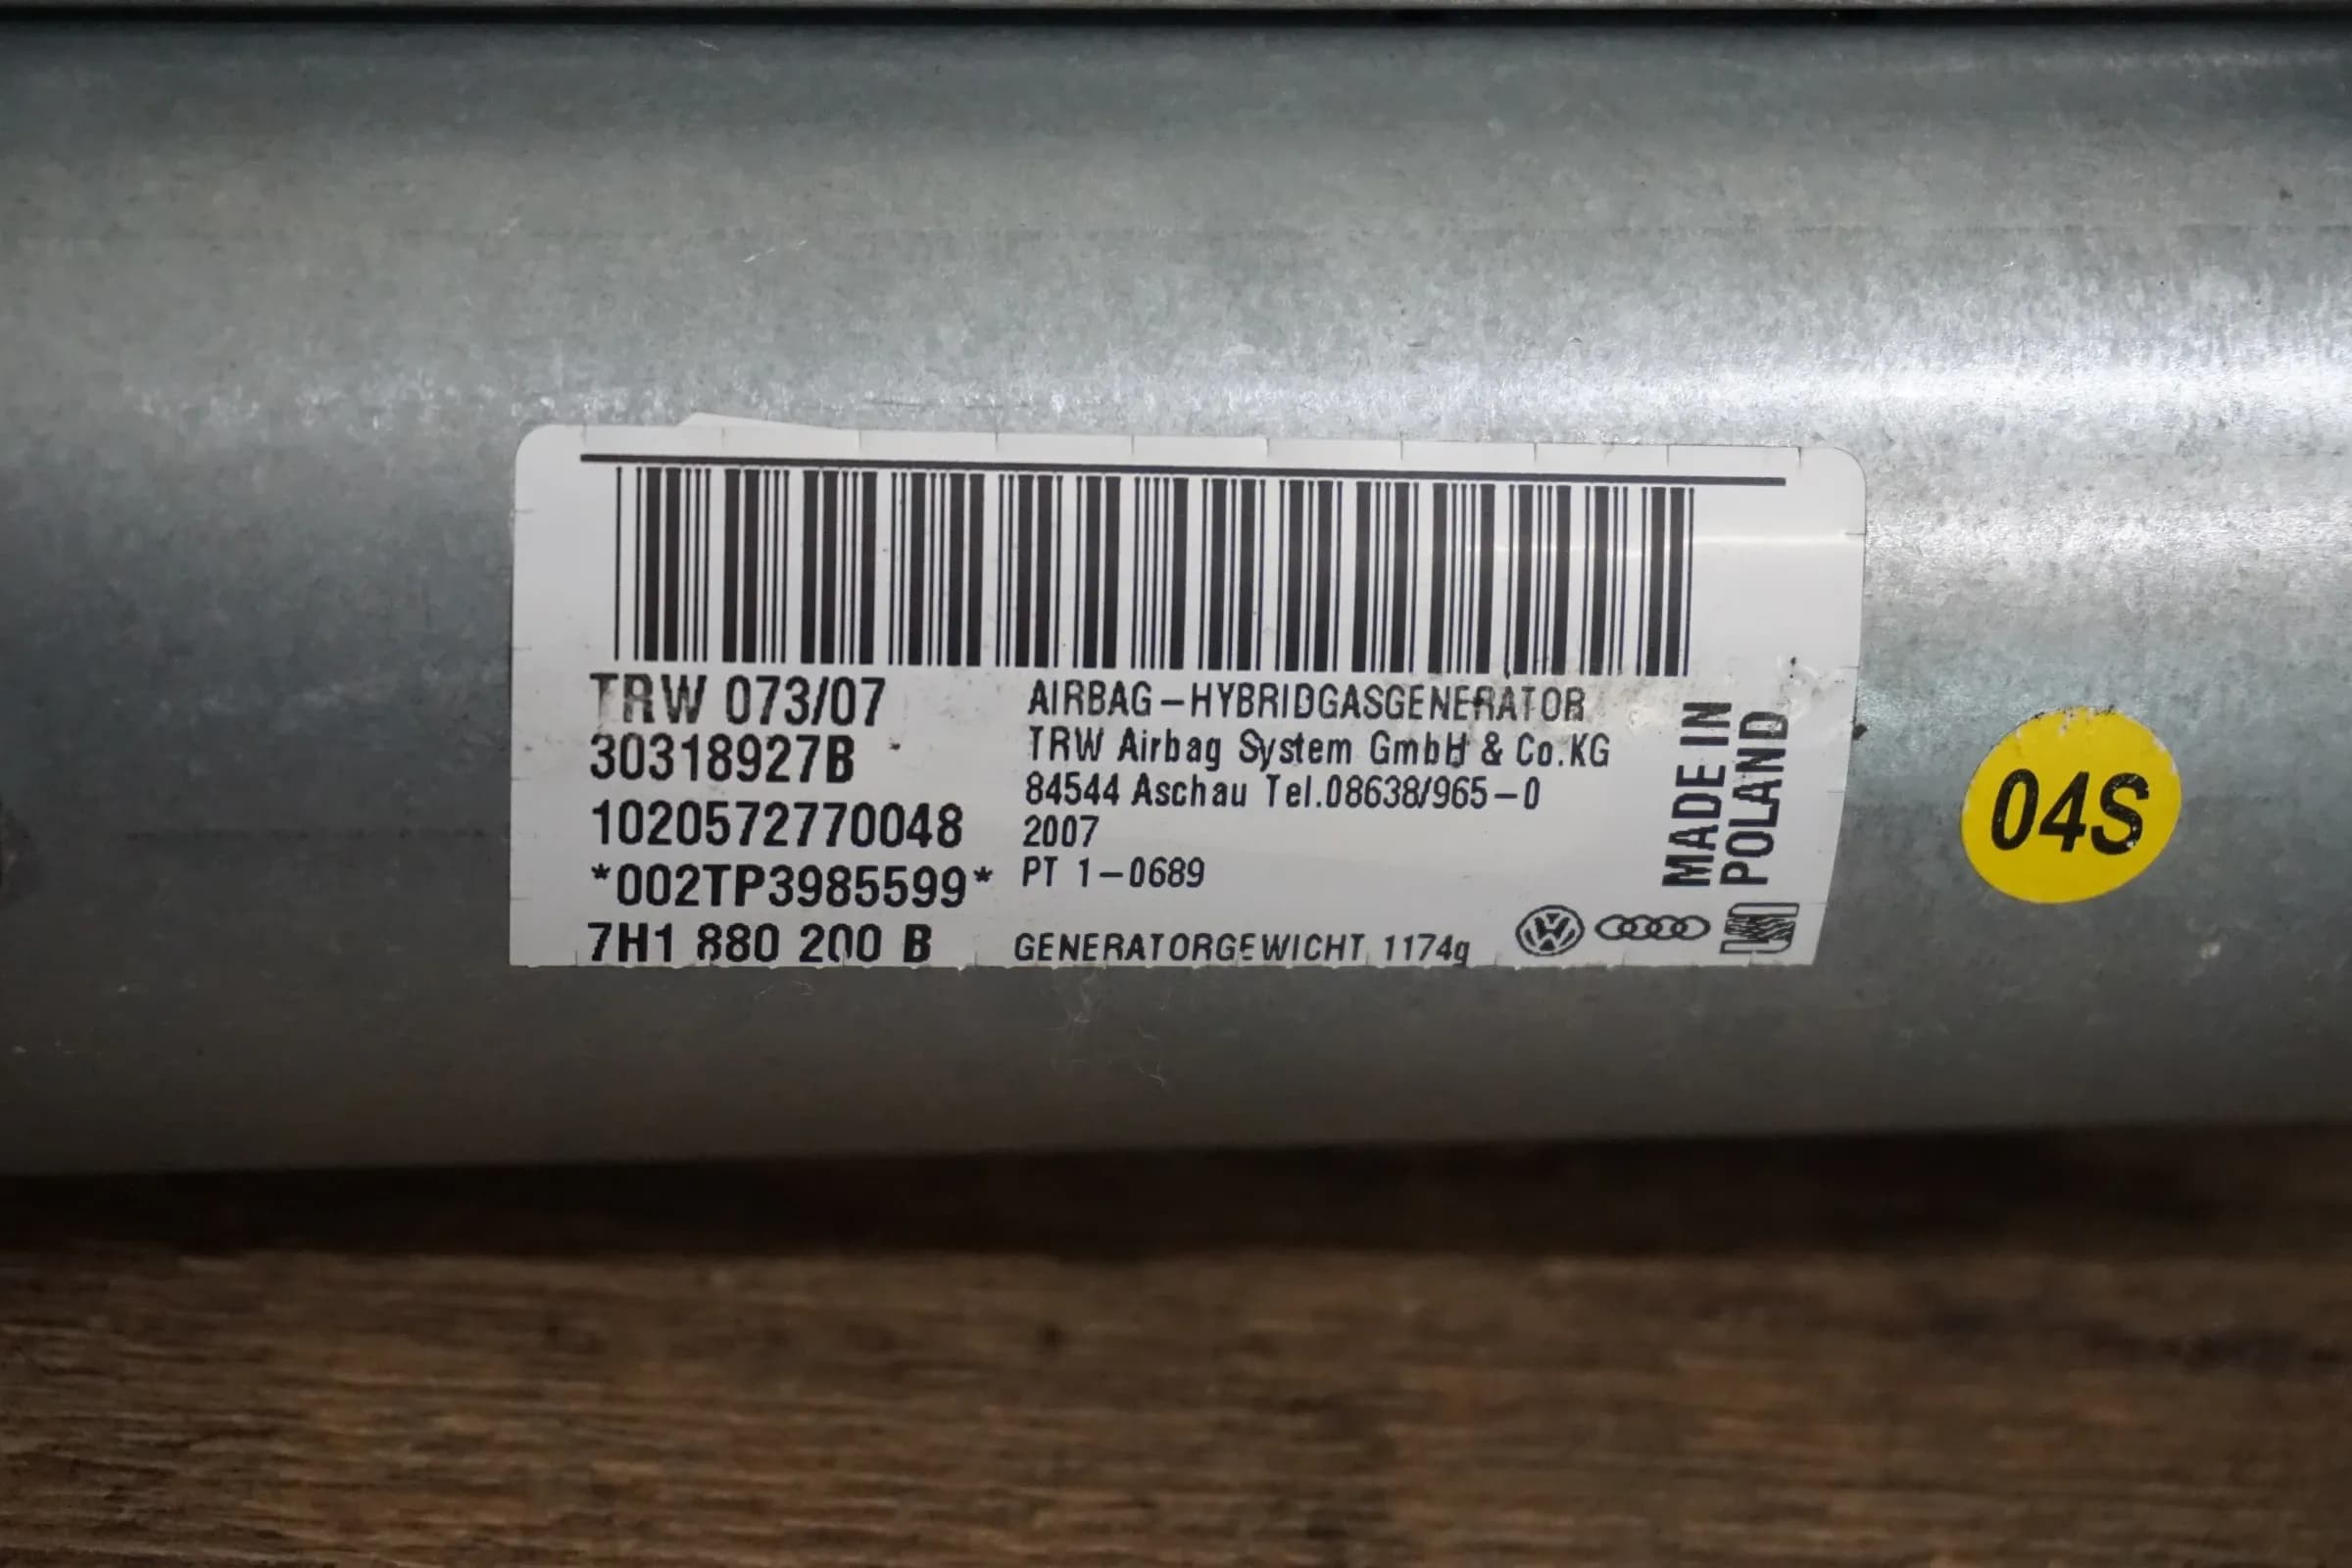 TRW 073/07
30318927B
1020572770048
*002TP3985599*
7H1 880 200 B
AIRBAG-HYBRIDGASGENERATOR
TRW Airbag System GmbH & Co.KG
84544 Aschau Tel.08638/965-0
2007
PT 1-0689
GENERATORGEWICHT 1174g
MADE IN
POLAND
04S